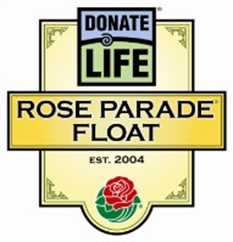 DONATE
LIFE
ROSE PARADE®
FLOAT
EST. 2004